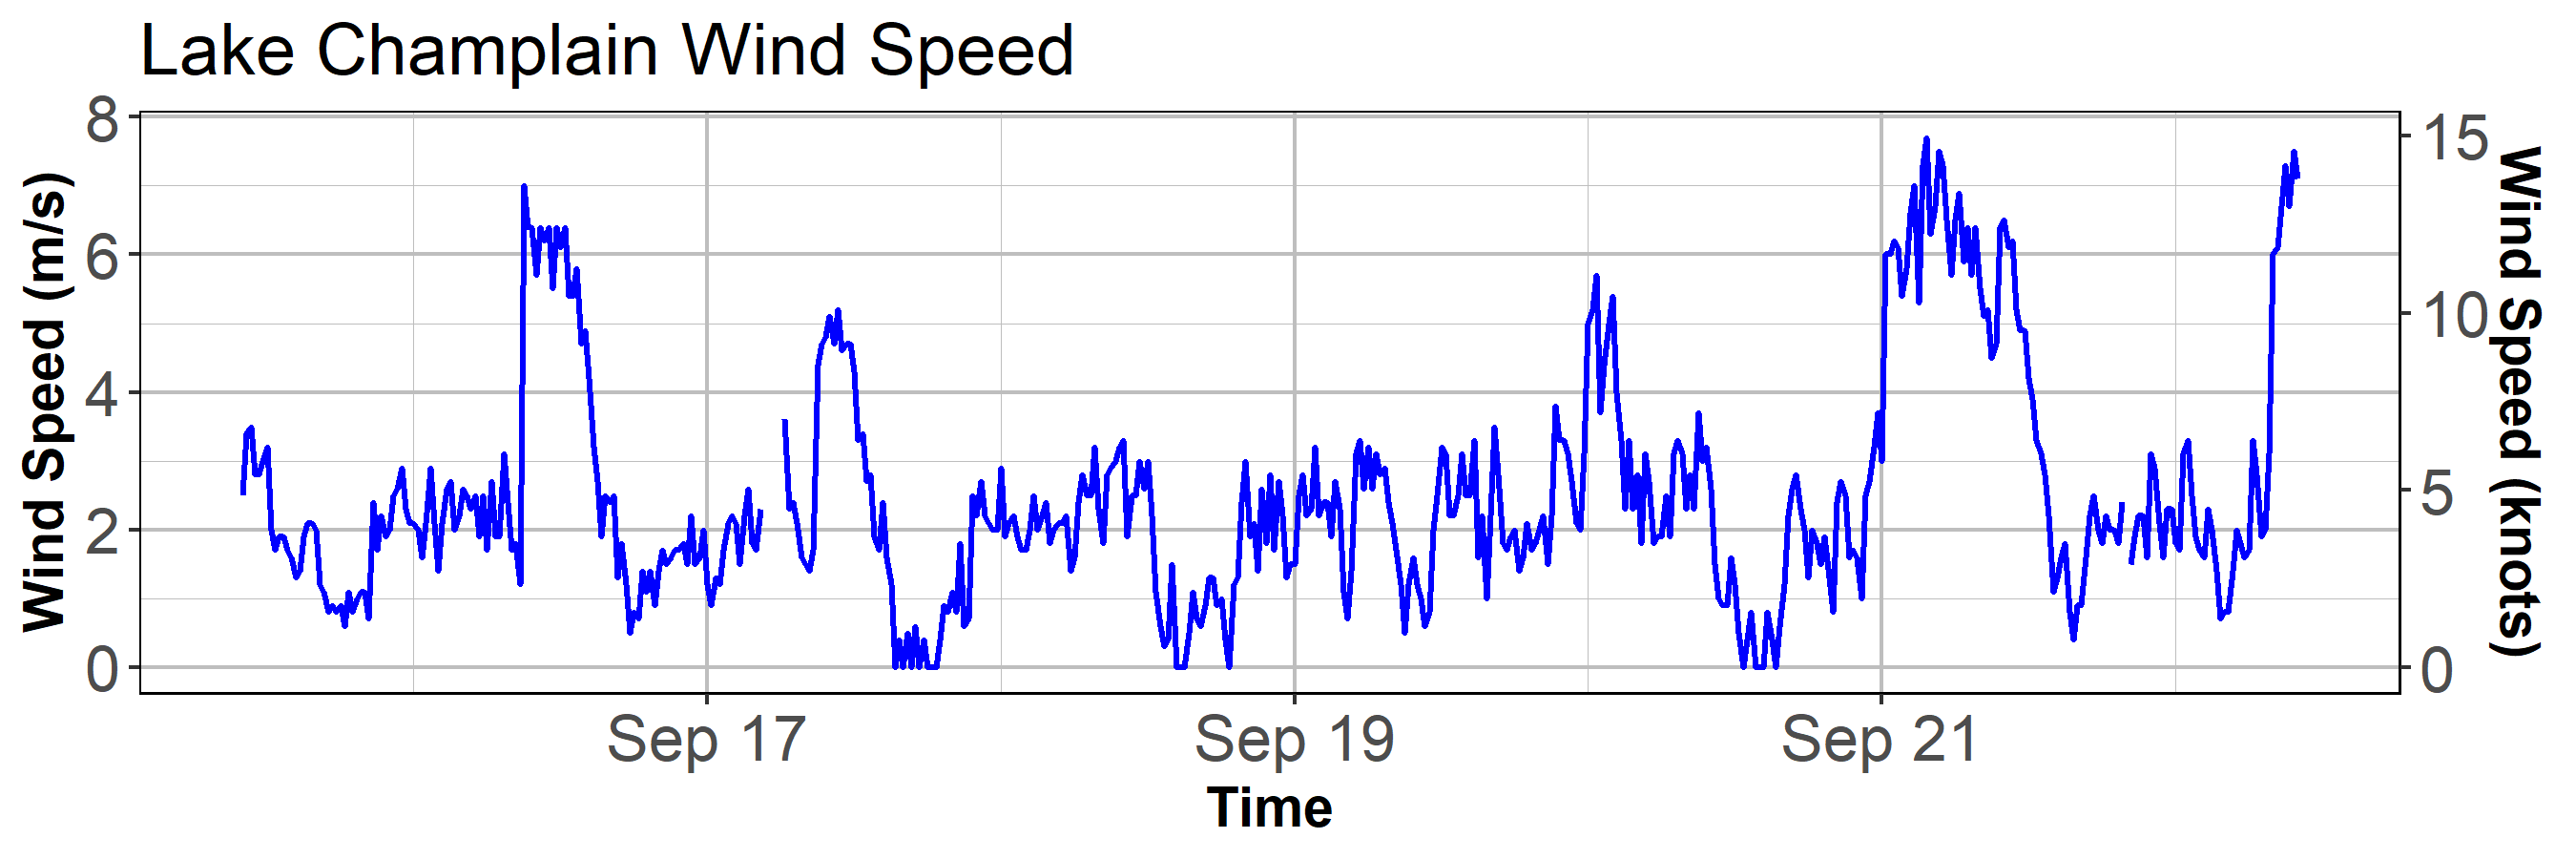 Lake Champlain Wind Speed
Wind Speed (m/s)
8
6
4
2
0
15
10
5
0
Wind Speed (knots)
Sep 17
Sep 19
Sep 21
Time